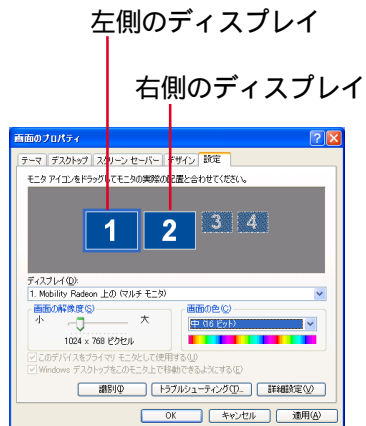 左側のディスプレイ
右側のディスプレイ
画面のプロパティ
テーマ デスクトップ スクリーン セーバー デザイン 設定
モニタ アイコンをドラッグしてモニタの実際の配置と合わせてください。
1 2 3 4
ディスプレイ(D):
1. Mobility Radeon 上の (マルチ モニタ)
画面の解像度(S)
小 大
1024 x 768 ピクセル
画面の色(C)
中 (16 ビット)
このデバイスをプライマリ モニタとして使用する(U)
Windows デスクトップをこのモニタ上で移動できるようにする(E)
識別(I) トラブルシューティング(T)... 詳細設定(V)
OK キャンセル 適用(A)